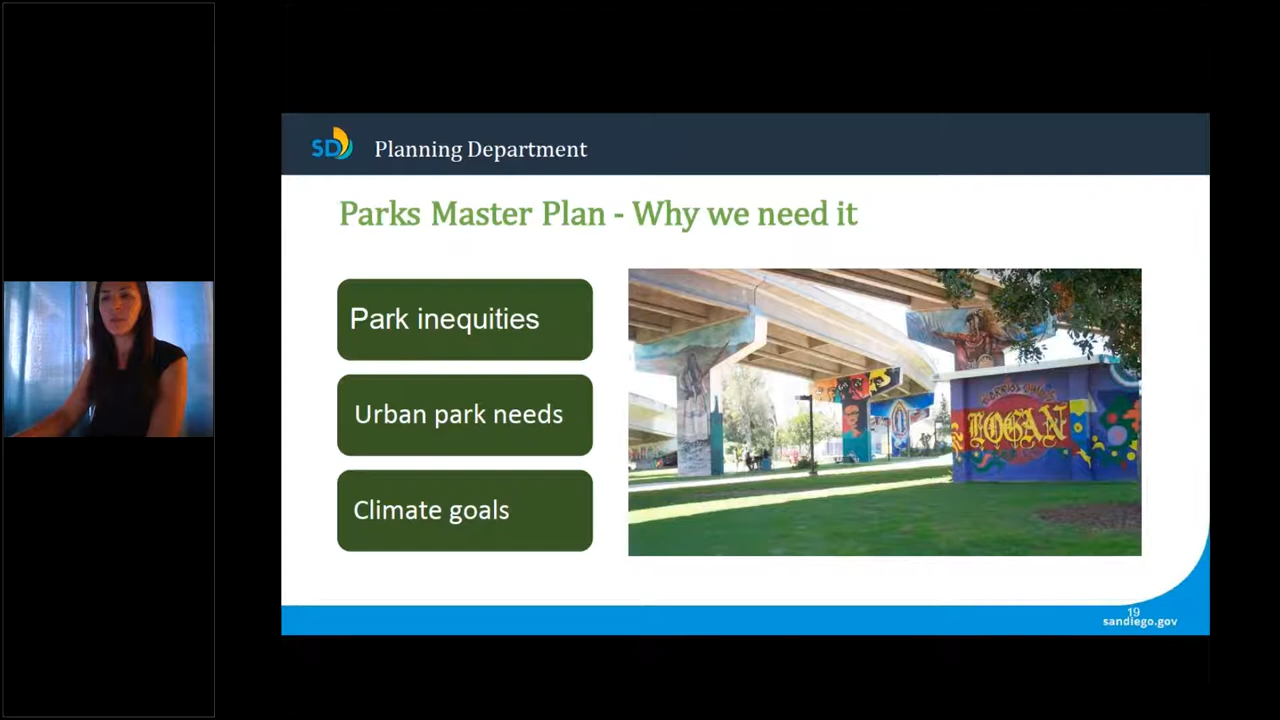 SD
Planning Department
Parks Master Plan - Why we need it
Park inequities
Urban park needs
Climate goals
LOGAN
19
sandiego.gov